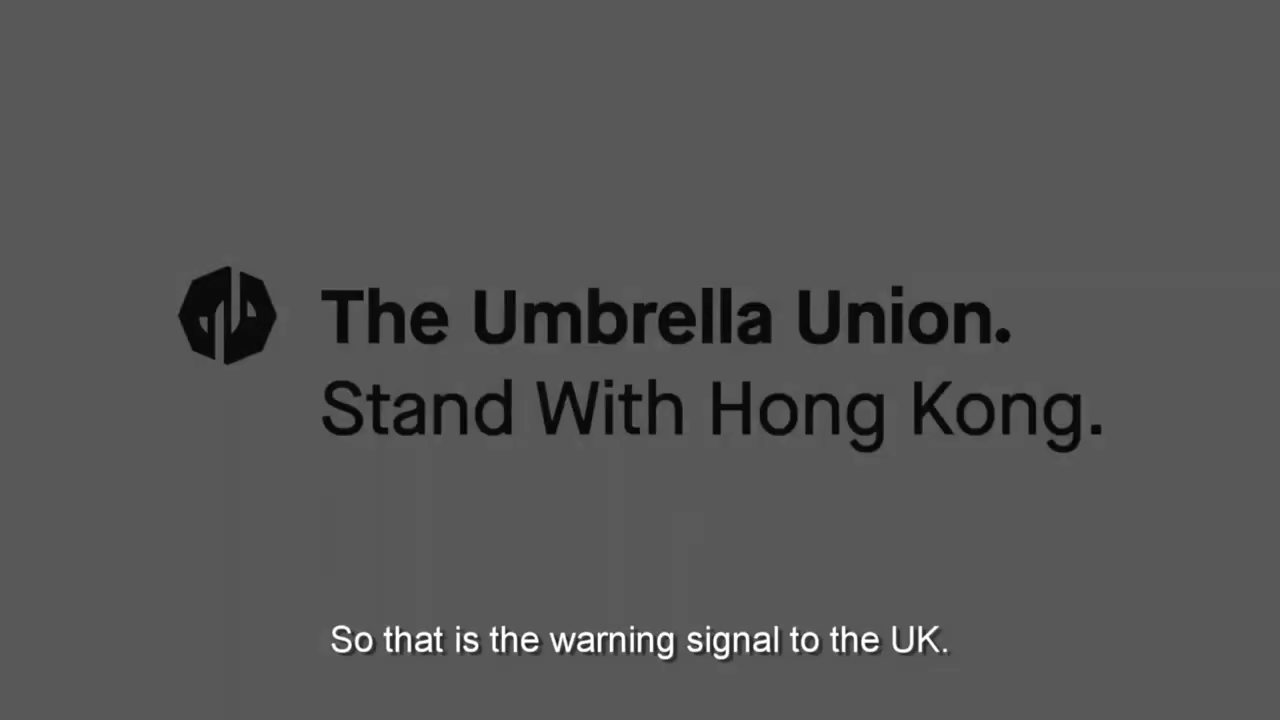 The Umbrella Union.
Stand With Hong Kong.
So that is the warning signal to the UK.